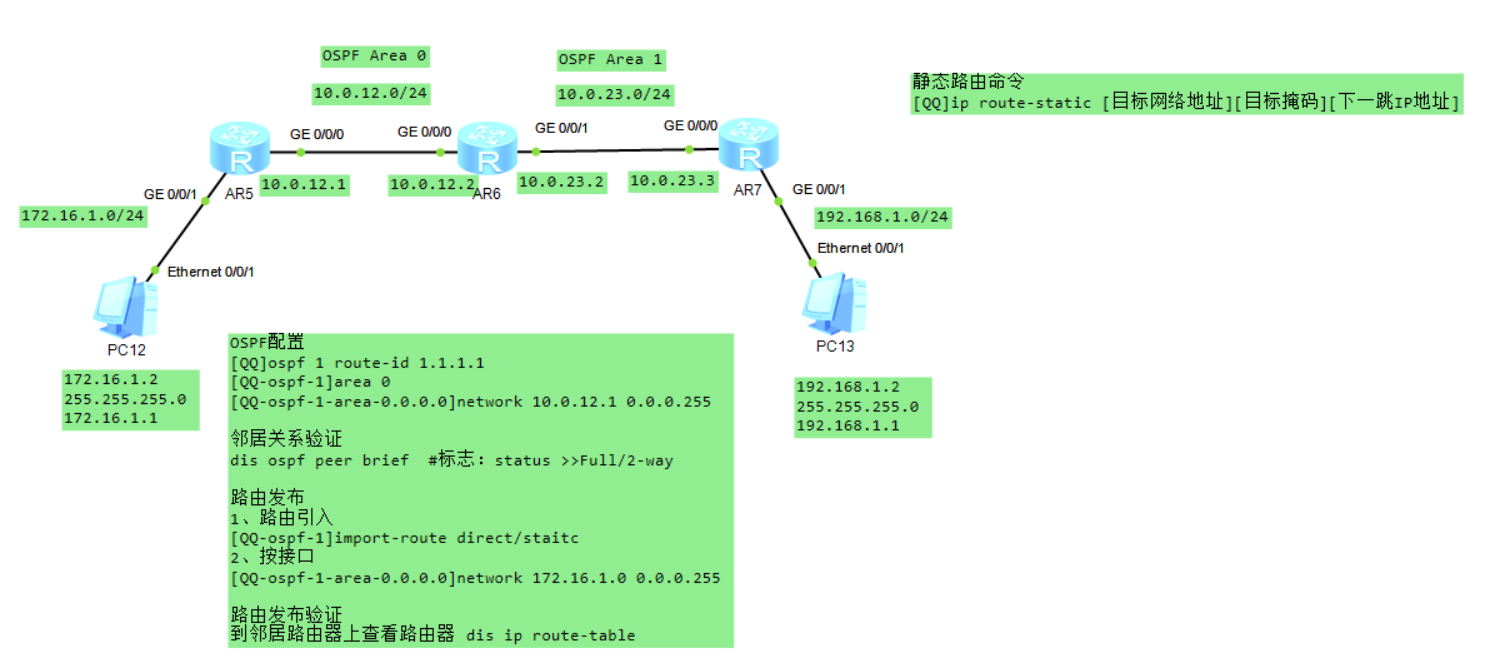 OSPF Area 0
OSPF Area 1
10.0.12.0/24
10.0.23.0/24
静态路由命令
[QQ]ip route-static [目标网络地址][目标掩码][下一跳IP地址]
GE 0/0/0
GE 0/0/0
GE 0/0/1
GE 0/0/0
R
R
R
GE 0/0/1
AR5
10.0.12.1
10.0.12.2
AR6
10.0.23.2
10.0.23.3
AR7
GE 0/0/1
172.16.1.0/24
192.168.1.0/24
Ethernet 0/0/1
Ethernet 0/0/1
PC12
PC13
172.16.1.2
255.255.255.0
172.16.1.1
192.168.1.2
255.255.255.0
192.168.1.1
OSPF配置
[QQ]ospf 1 route-id 1.1.1.1
[QQ-ospf-1]area 0
[QQ-ospf-1-area-0.0.0.0]network 10.0.12.1 0.0.0.255
邻居关系验证
dis ospf peer brief  #标志：status >>Full/2-way
路由发布
1、路由引入
[QQ-ospf-1]import-route direct/staitc
2、按接口
[QQ-ospf-1-area-0.0.0.0]network 172.16.1.0 0.0.0.255
路由发布验证
到邻居路由器上查看路由器 dis ip route-table